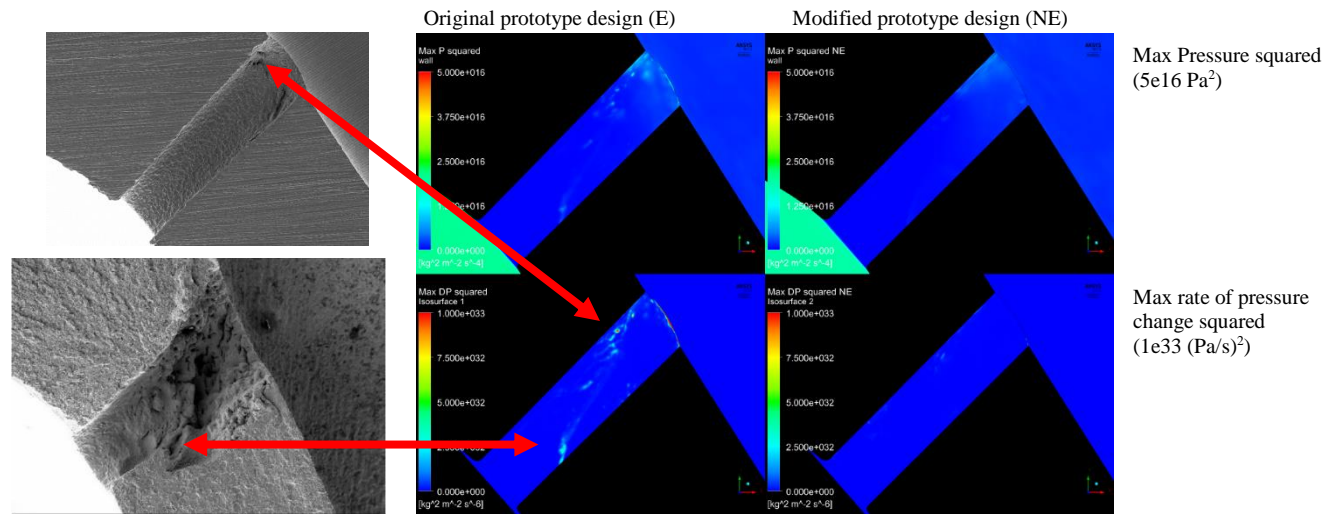 Original prototype design (E)
Modified prototype design (NE)
Max P squared
wall
5.000e+016
3.750e+016
2.500e+016
0.000e+000
[kg^2 m^-2 s^-4]
Max P squared NE
wall
5.000e+016
3.750e+016
2.500e+016
1.250e+016
0.000e+000
[kg^2 m^-2 s^-4]
Max Pressure squared
(5e16 Pa²)
Max DP squared
Isosurface 1
1.000e+033
7.500e+032
5.000e+032
0.000e+000
[kg^2 m^-2 s^-6]
Max DP squared NE
Isosurface 2
1.000e+033
7.500e+032
5.000e+032
2.500e+032
0.000e+000
[kg^2 m^-2 s^-6]
Max rate of pressure
change squared
(1e33 (Pa/s)²)